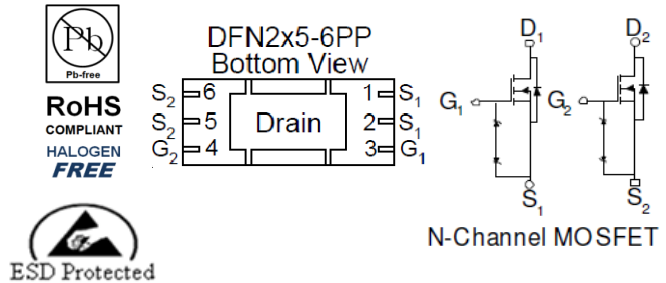 Pb
Pb-free
RoHS
COMPLIANT
HALOGEN
FREE
ESD Protected
DFN2x5-6PP
Bottom View
S2 6 1 S1
S2 5 Drain 2 S1
G2 4 3 G1
D1 D2
G1 G2
S1 S2
N-Channel MOSFET